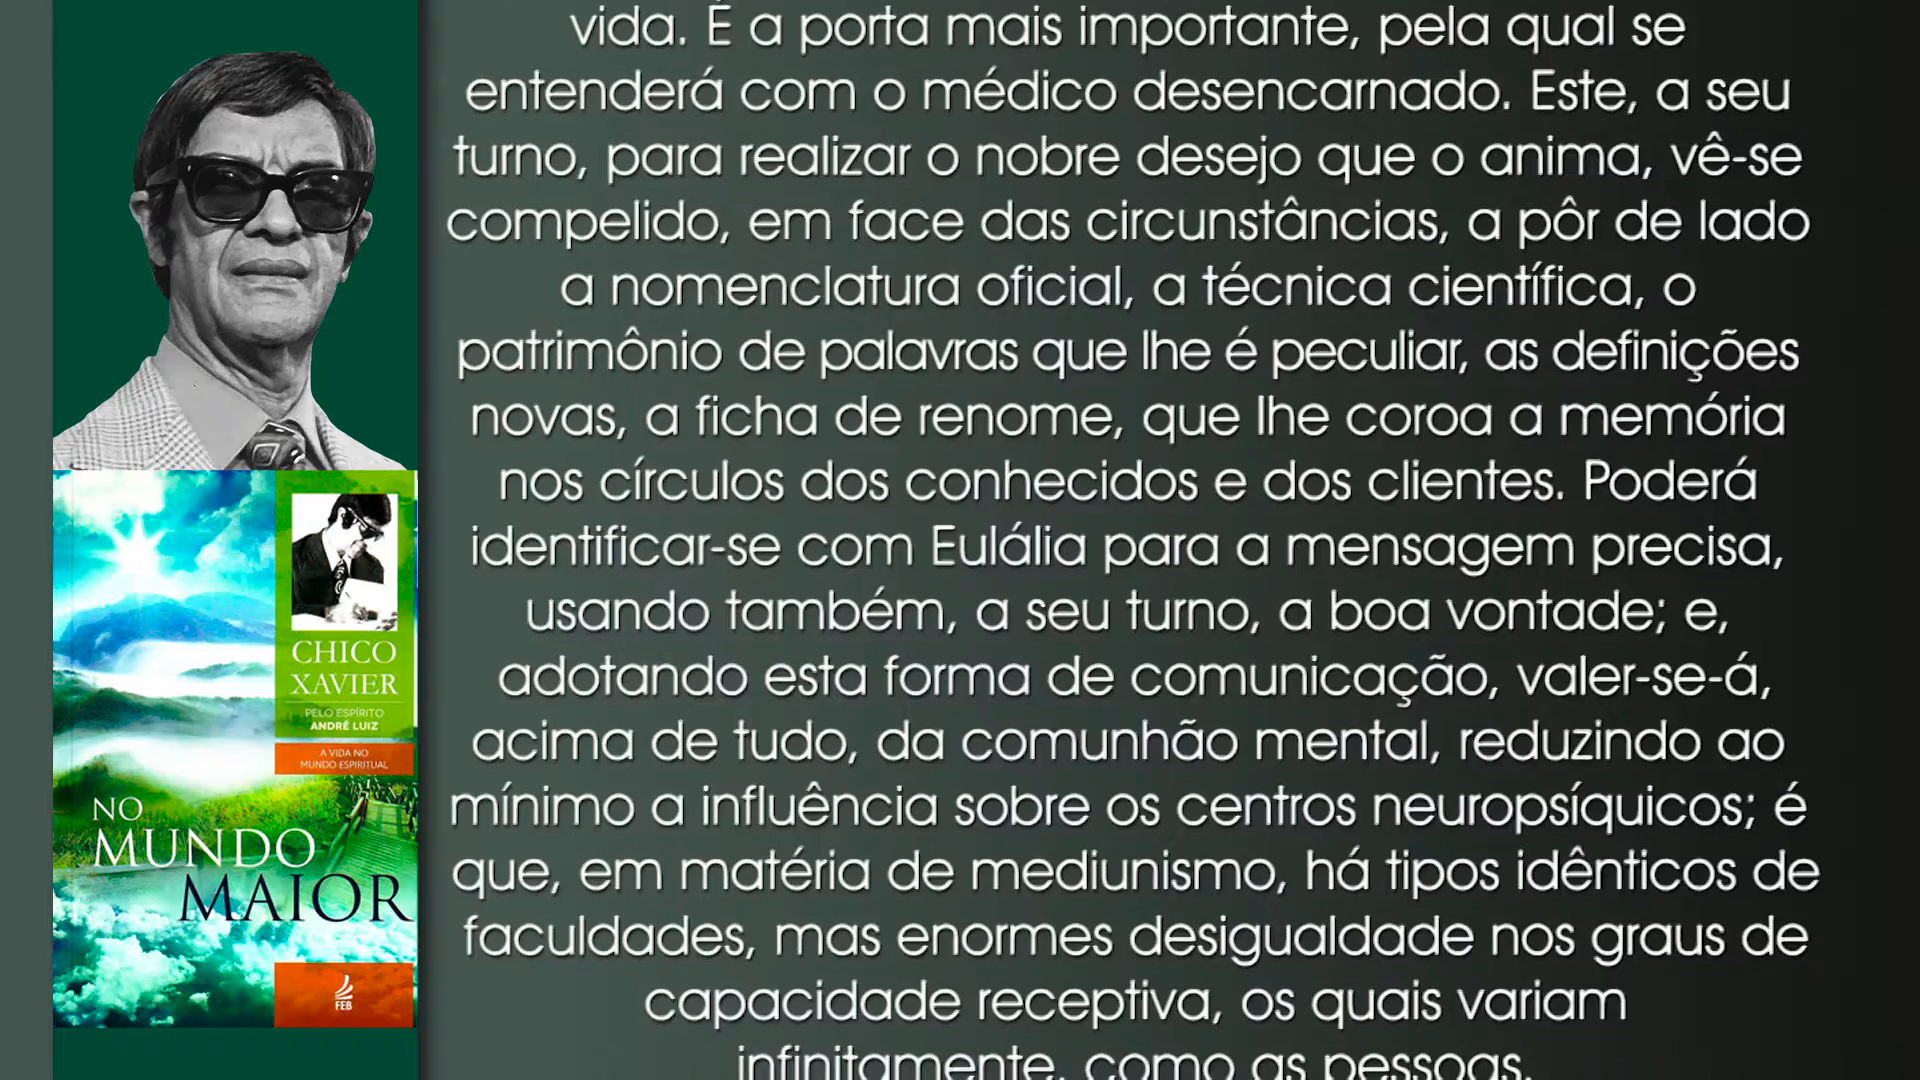 vida. É a porta mais importante, pela qual se
entenderá com o médico desencarnado. Este, a seu
turno, para realizar o nobre desejo que o anima, vê-se
compelido, em face das circunstâncias, a pôr de lado
a nomenclatura oficial, a técnica científica, o
patrimônio de palavras que lhe é peculiar, as definições
novas, a ficha de renome, que lhe coroa a memória
nos círculos dos conhecidos e dos clientes. Poderá
identificar-se com Eulália para a mensagem precisa,
usando também, a seu turno, a boa vontade; e,
adotando esta forma de comunicação, valer-se-á,
acima de tudo, da comunhão mental, reduzindo ao
mínimo a influência sobre os centros neuropsíquicos; é
que, em matéria de mediunismo, há tipos idênticos de
faculdades, mas enormes desigualdade nos graus de
capacidade receptiva, os quais variam
infinitamente, como as pessoas.
CHICO
XAVIER
PELO ESPÍRITO
ANDRÉ LUIZ
A VIDA NO
MUNDO ESPIRITUAL
NO
MUNDO
MAIOR
FEB